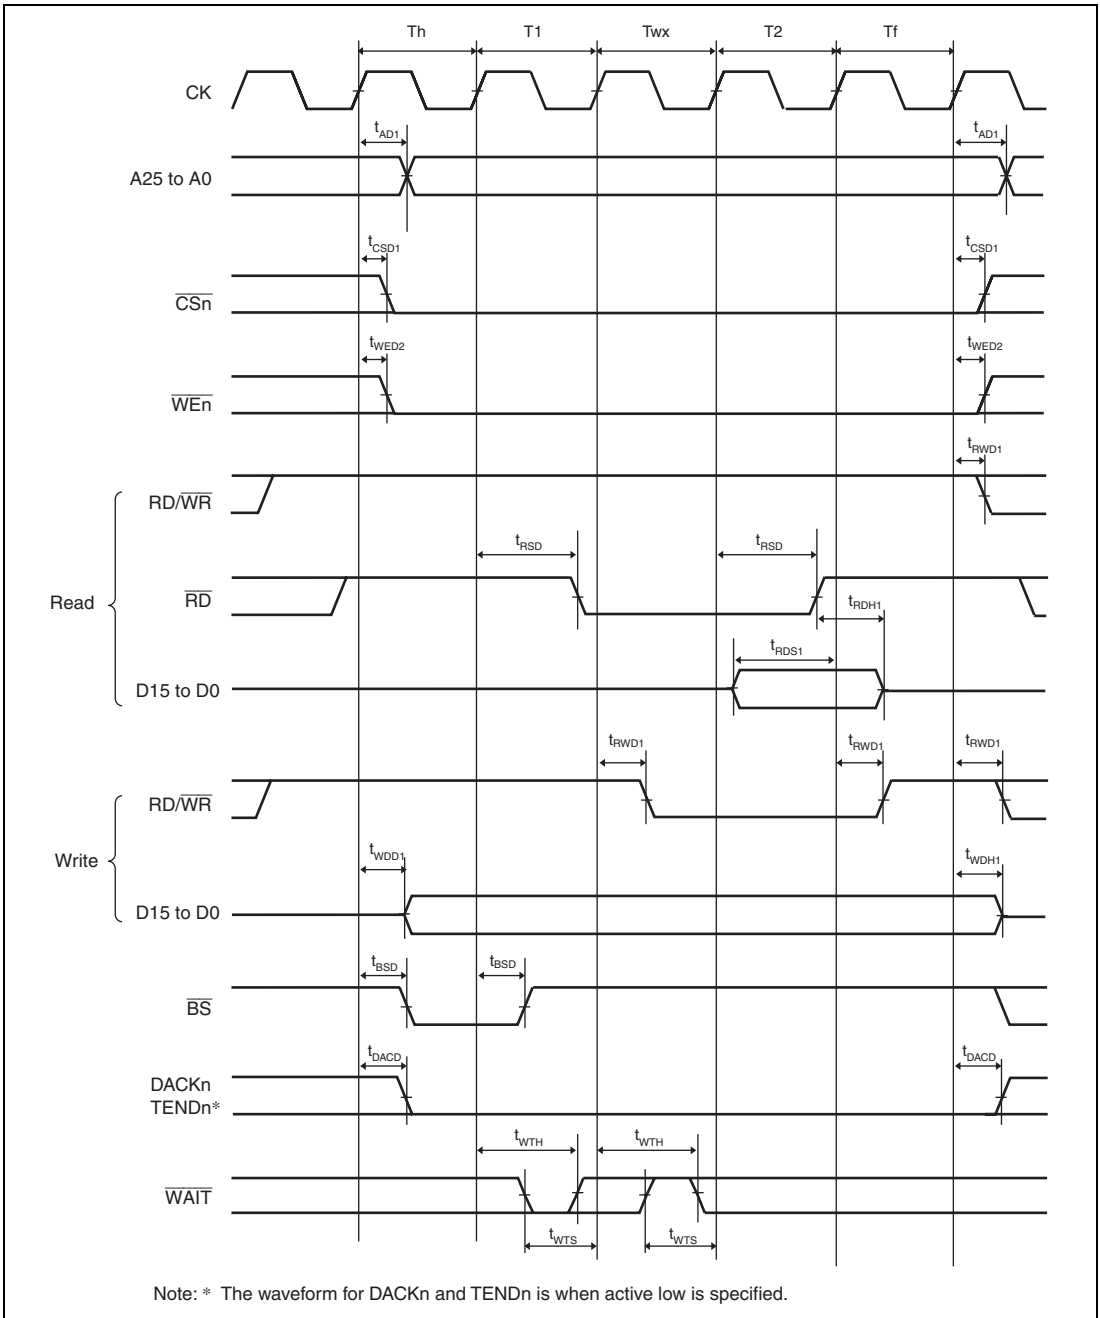 Th T1 Twx T2 Tf
CK
tAD1 tAD1
A25 to A0
tCSD1 tCSD1
CSn
tWED2 tWED2
WEn
tRWD1
RD/WR
tRSD tRSD
Read
RD
tRDH1
tRDS1
D15 to D0
tRWD1 tRWD1 tRWD1
RD/WR
Write
tWDD1 tWDH1
D15 to D0
tBSD tBSD
BS
tDACD tDACD
DACKn
TENDn*
tWTH tWTH
WAIT
tWTS tWTS
Note: * The waveform for DACKn and TENDn is when active low is specified.